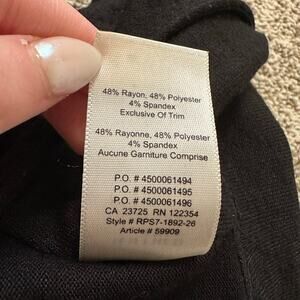 48% Rayon, 48% Polyester
4% Spandex
Exclusive Of Trim
48% Rayonne, 48% Polyester
4% Spandex
Aucune Garniture Comprise
P.O. # 4500061494
P.O. # 4500061495
P.O. # 4500061496
CA 23725 RN 122354
Style # RPS7-1892-26
Article # 59909